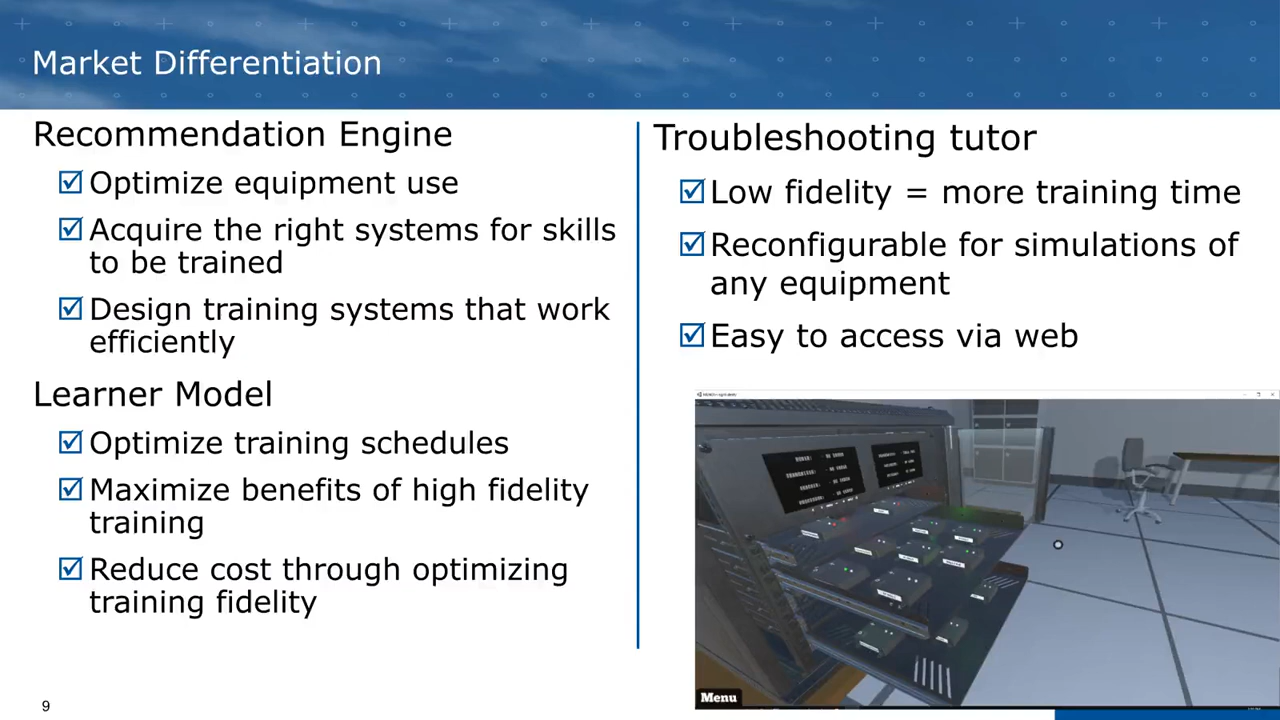 Market Differentiation
Recommendation Engine
Optimize equipment use
Acquire the right systems for skills
to be trained
Design training systems that work
efficiently
Learner Model
Optimize training schedules
Maximize benefits of high fidelity
training
Reduce cost through optimizing
training fidelity
Troubleshooting tutor
Low fidelity = more training time
Reconfigurable for simulations of
any equipment
Easy to access via web
Menu
9